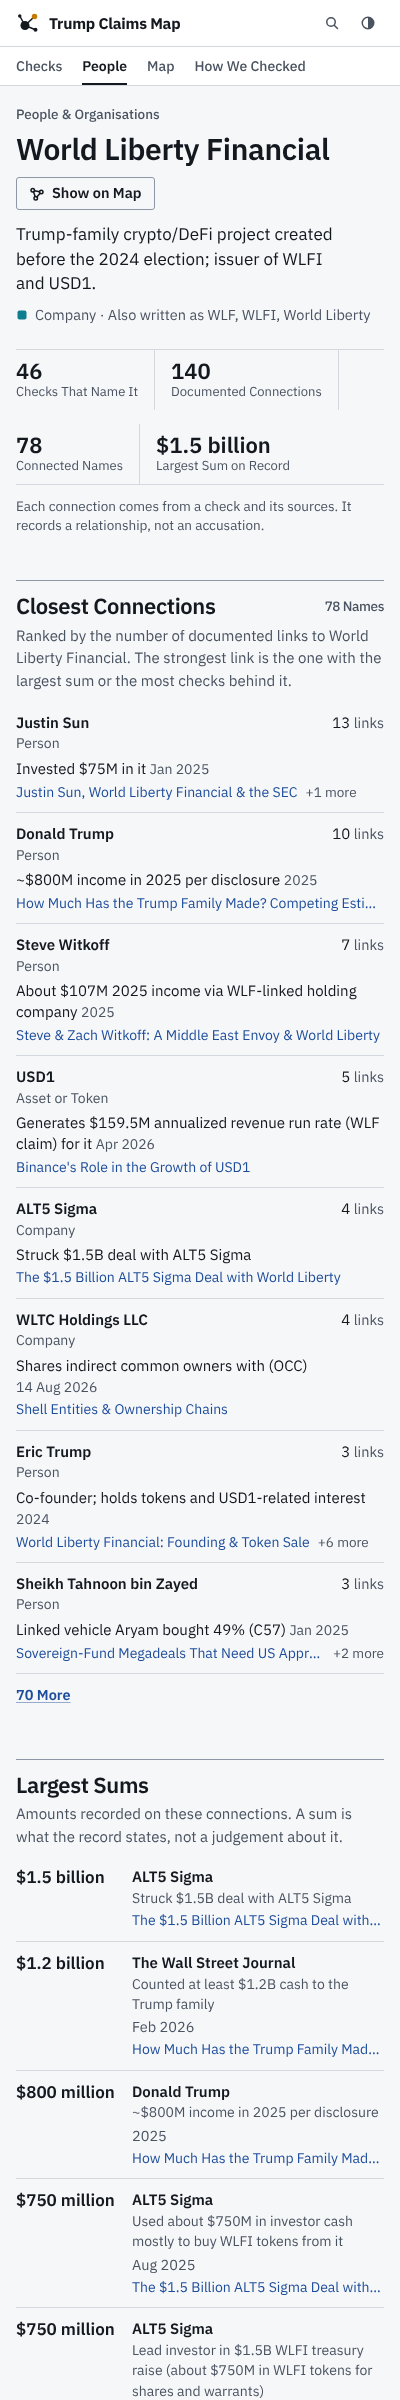 Trump Claims Map
Checks People Map How We Checked
People & Organisations
World Liberty Financial
Show on Map
Trump-family crypto/DeFi project created
before the 2024 election; issuer of WLFI
and USD1.
Company · Also written as WLF, WLFI, World Liberty
46
Checks That Name It
140
Documented Connections
78
Connected Names
$1.5 billion
Largest Sum on Record
Each connection comes from a check and its sources. It
records a relationship, not an accusation.
Closest Connections 78 Names
Ranked by the number of documented links to World
Liberty Financial. The strongest link is the one with the
largest sum or the most checks behind it.
Justin Sun 13 links
Person
Invested $75M in it Jan 2025
Justin Sun, World Liberty Financial & the SEC +1 more
Donald Trump 10 links
Person
~$800M income in 2025 per disclosure 2025
How Much Has the Trump Family Made? Competing Esti...
Steve Witkoff 7 links
Person
About $107M 2025 income via WLF-linked holding
company 2025
Steve & Zach Witkoff: A Middle East Envoy & World Liberty
USD1 5 links
Asset or Token
Generates $159.5M annualized revenue run rate (WLF
claim) for it Apr 2026
Binance's Role in the Growth of USD1
ALT5 Sigma 4 links
Company
Struck $1.5B deal with ALT5 Sigma
The $1.5 Billion ALT5 Sigma Deal with World Liberty
WLTC Holdings LLC 4 links
Company
Shares indirect common owners with (OCC)
14 Aug 2026
Shell Entities & Ownership Chains
Eric Trump 3 links
Person
Co-founder; holds tokens and USD1-related interest
2024
World Liberty Financial: Founding & Token Sale +6 more
Sheikh Tahnoon bin Zayed 3 links
Person
Linked vehicle Aryam bought 49% (C57) Jan 2025
Sovereign-Fund Megadeals That Need US Appr... +2 more
70 More
Largest Sums
Amounts recorded on these connections. A sum is
what the record states, not a judgement about it.
$1.5 billion ALT5 Sigma
Struck $1.5B deal with ALT5 Sigma
The $1.5 Billion ALT5 Sigma Deal with...
$1.2 billion The Wall Street Journal
Counted at least $1.2B cash to the
Trump family
Feb 2026
How Much Has the Trump Family Mad...
$800 million Donald Trump
~$800M income in 2025 per disclosure
2025
How Much Has the Trump Family Mad...
$750 million ALT5 Sigma
Used about $750M in investor cash
mostly to buy WLFI tokens from it
Aug 2025
The $1.5 Billion ALT5 Sigma Deal with...
$750 million ALT5 Sigma
Lead investor in $1.5B WLFI treasury
raise (about $750M in WLFI tokens for
shares and warrants)